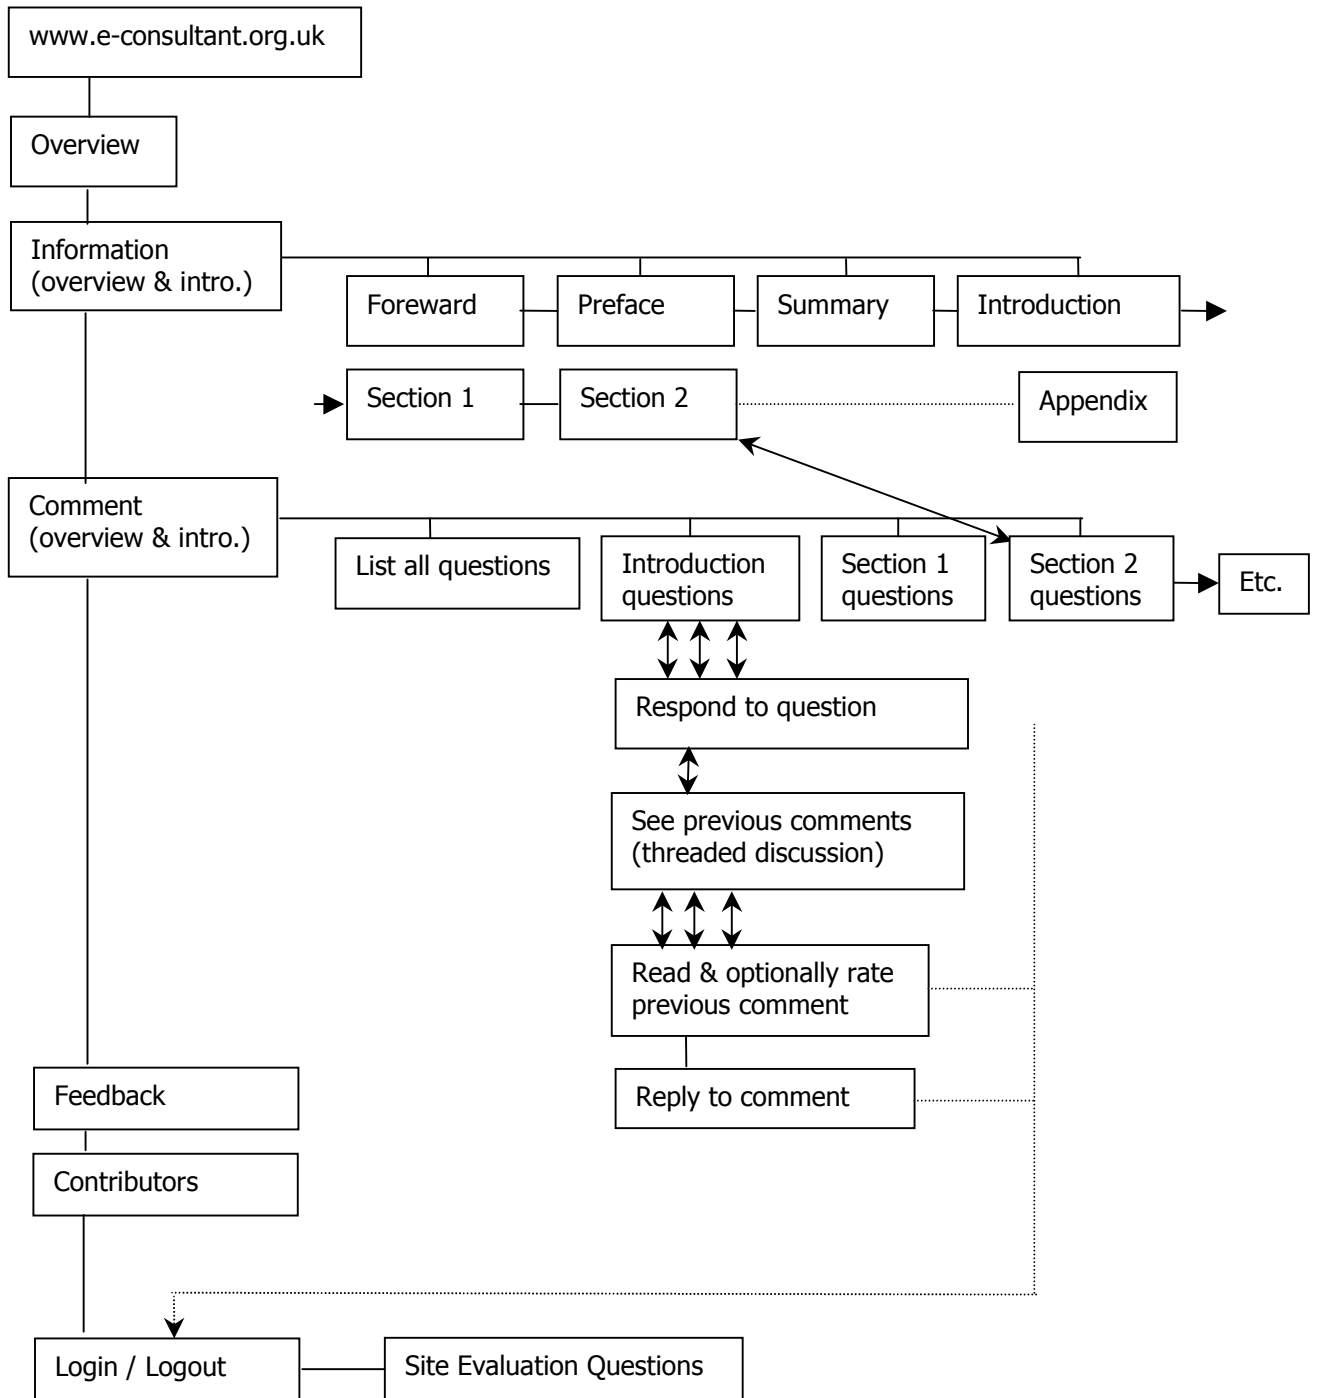 www.e-consultant.org.uk
Overview
Information
(overview & intro.)
Foreward
Preface
Summary
Introduction
Section 1
Section 2
Appendix
Comment
(overview & intro.)
List all questions
Introduction
questions
Section 1
questions
Section 2
questions
Etc.
Respond to question
See previous comments
(threaded discussion)
Read & optionally rate
previous comment
Reply to comment
Feedback
Contributors
Login / Logout
Site Evaluation Questions